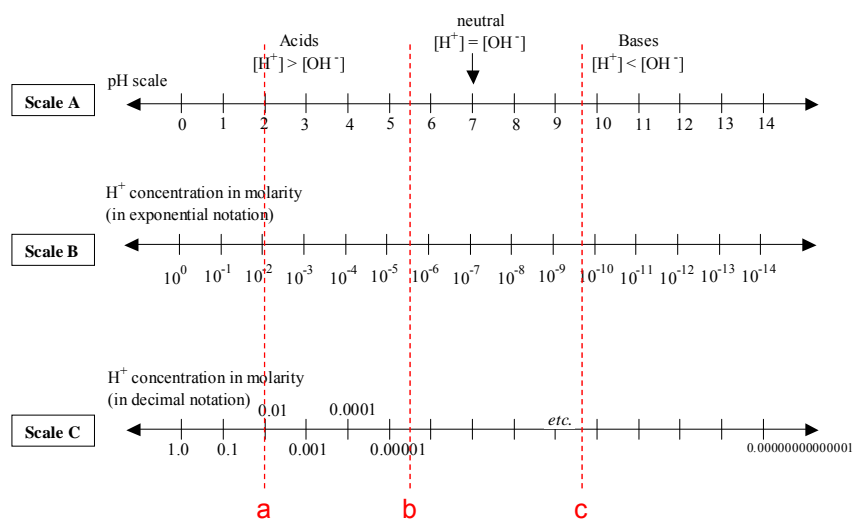 neutral
Acids
[H⁺] = [OH⁻]
Bases
[H⁺] > [OH⁻]
[H⁺] < [OH⁻]
pH scale
Scale A
0 1 2 3 4 5 6 7 8 9 10 11 12 13 14
H⁺ concentration in molarity
(in exponential notation)
Scale B
10⁰ 10⁻¹ 10⁻² 10⁻³ 10⁻⁴ 10⁻⁵ 10⁻⁶ 10⁻⁷ 10⁻⁸ 10⁻⁹ 10⁻¹⁰ 10⁻¹¹ 10⁻¹² 10⁻¹³ 10⁻¹⁴
H⁺ concentration in molarity
(in decimal notation)
0.01 0.0001
etc.
Scale C
1.0 0.1 0.001 0.00001 0.00000000000001
a b c